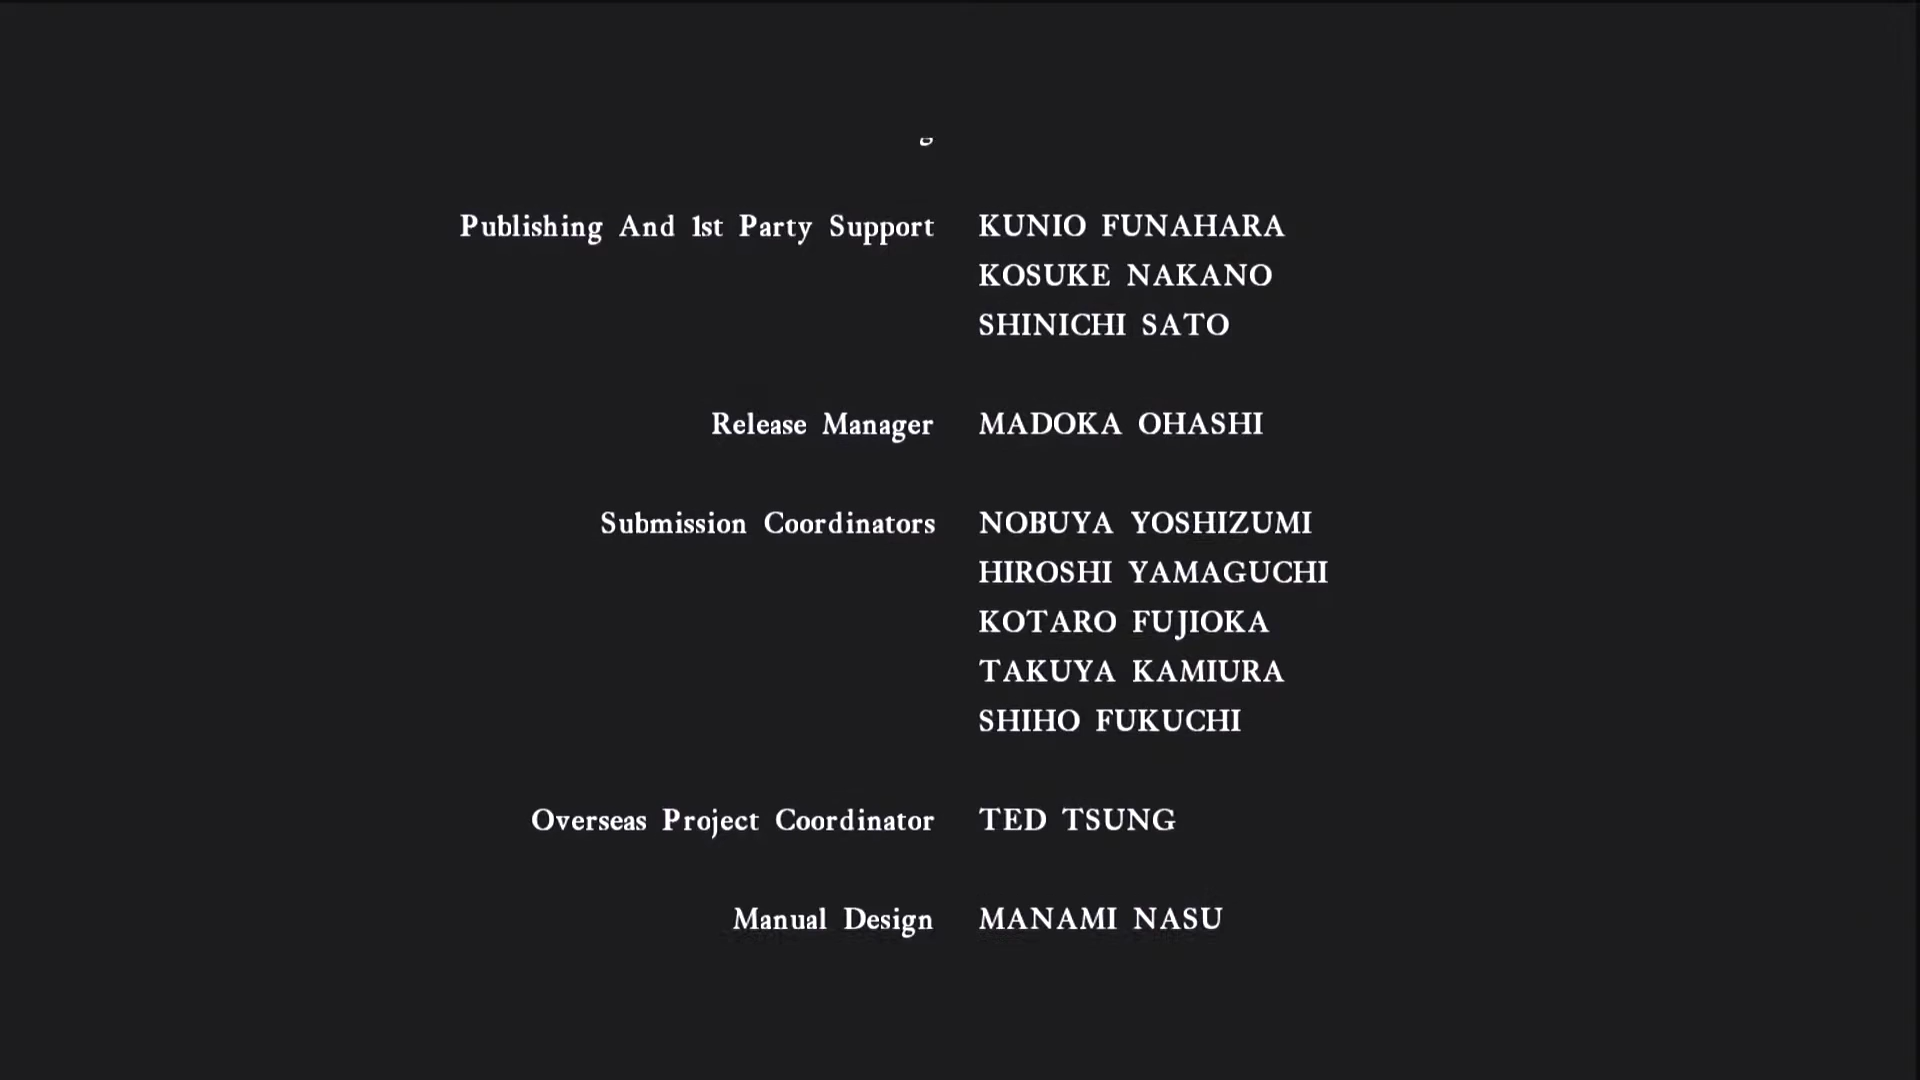 Publishing And 1st Party Support KUNIO FUNAHARA
KOSUKE NAKANO
SHINICHI SATO
Release Manager MADOKA OHASHI
Submission Coordinators NOBUYA YOSHIZUMI
HIROSHI YAMAGUCHI
KOTARO FUJIOKA
TAKUYA KAMIURA
SHIHO FUKUCHI
Overseas Project Coordinator TED TSUNG
Manual Design MANAMI NASU